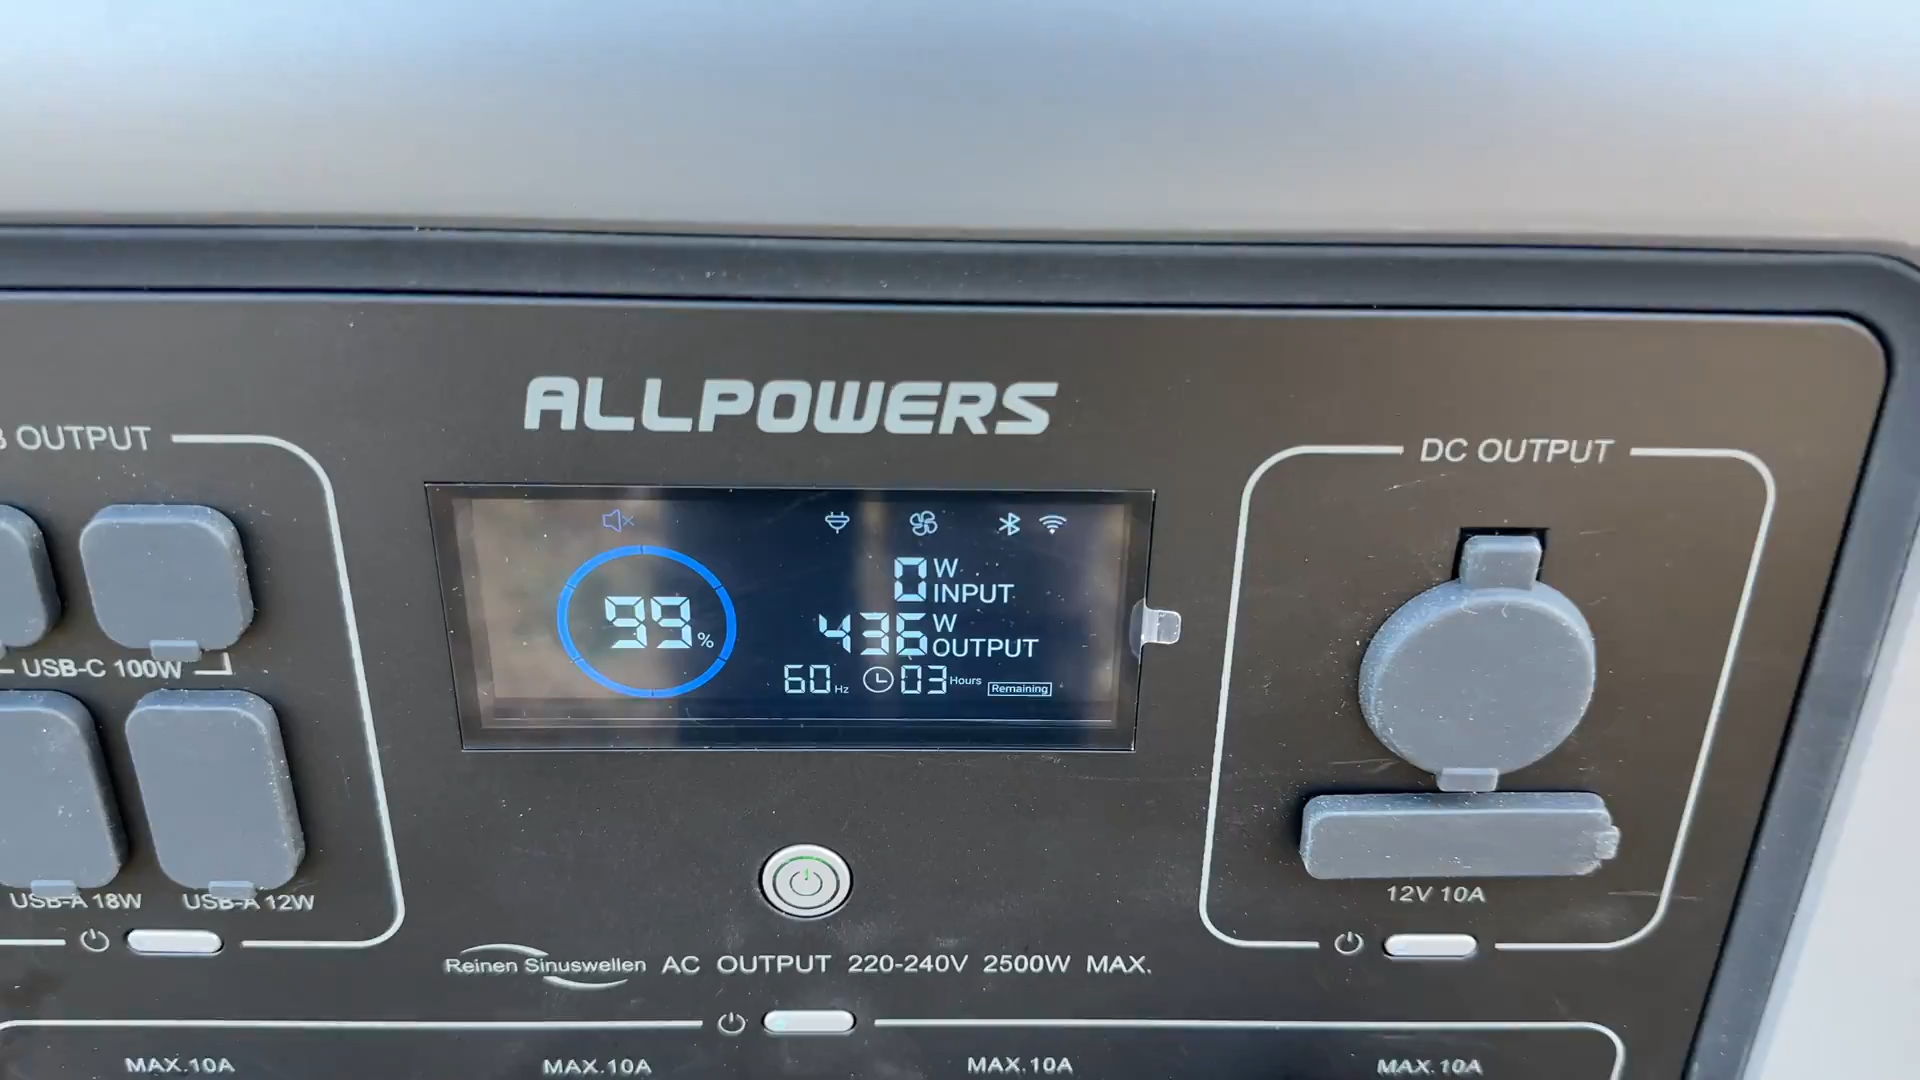 ALLPOWERS
OUTPUT
USB-C 100W
USB-A 18W
USB-A 12W
99%
0 W INPUT
436 W OUTPUT
60 Hz 03 Hours Remaining
DC OUTPUT
12V 10A
Reinen Sinuswellen AC OUTPUT 220-240V 2500W MAX.
MAX.10A
MAX.10A
MAX.10A
MAX.10A